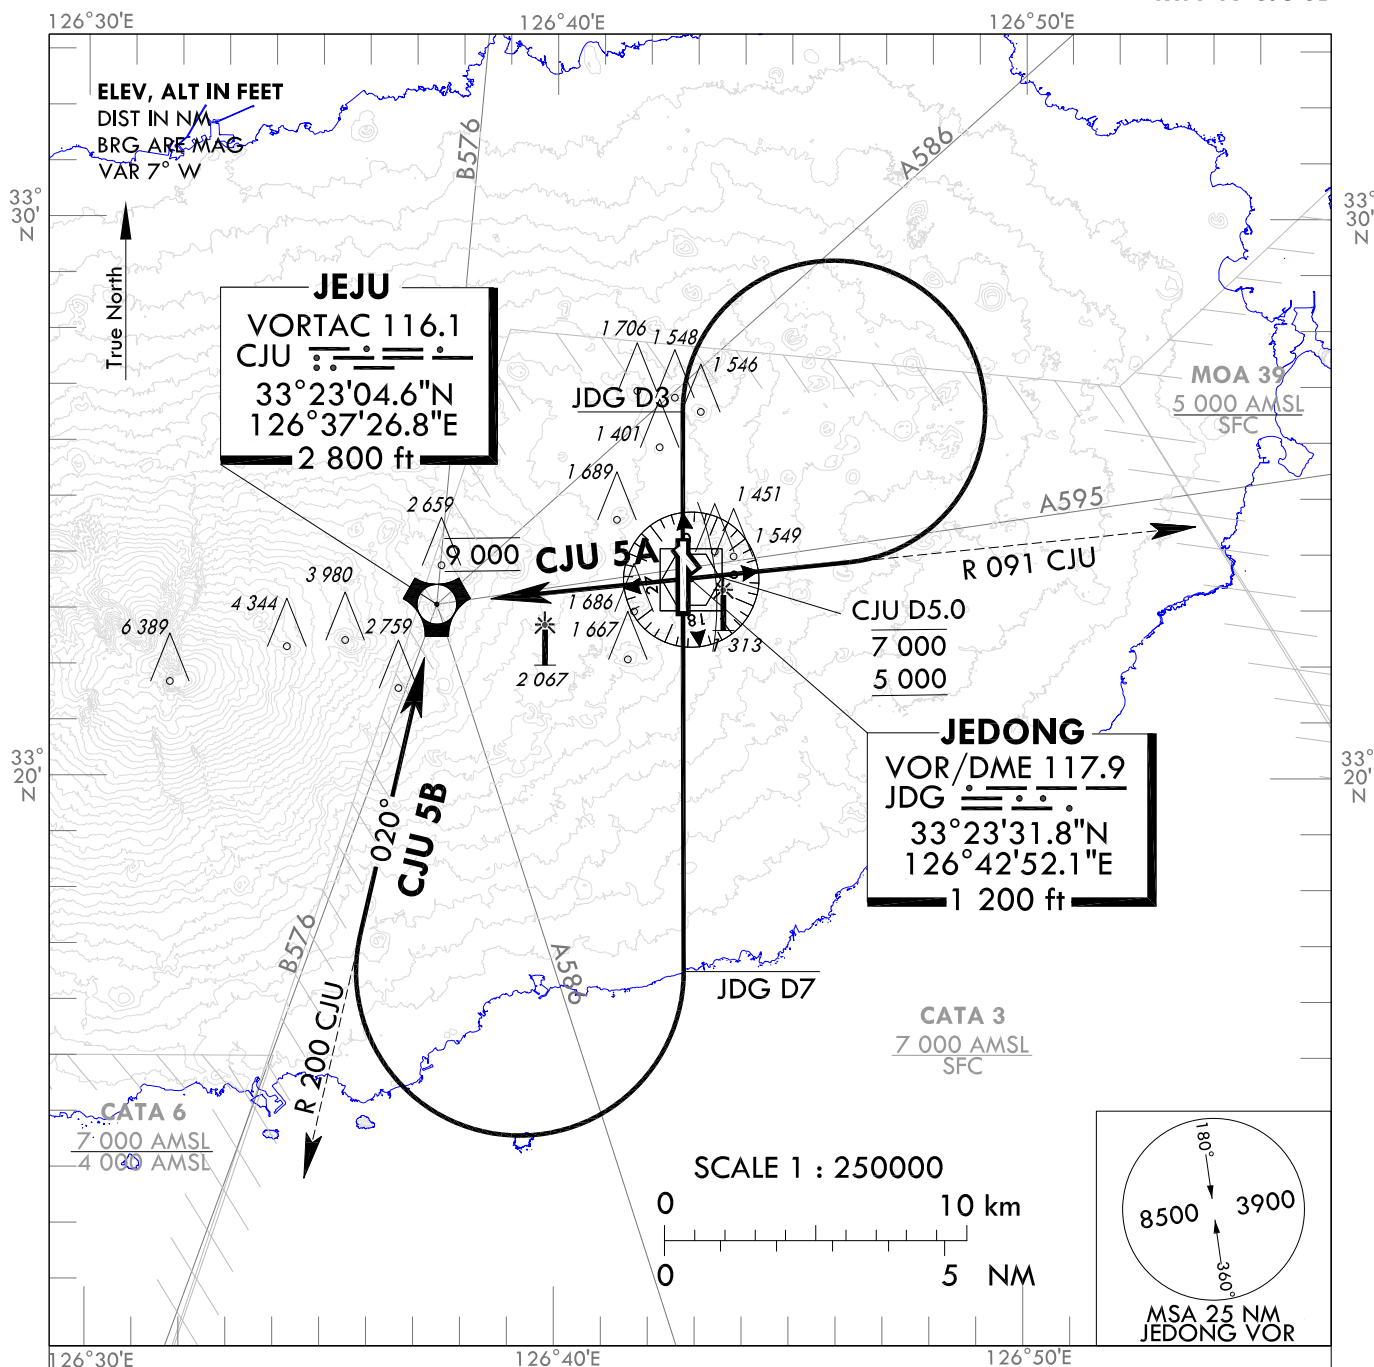 126°30'E
126°40'E
126°50'E
ELEV, ALT IN FEET
DIST IN NM
BRG ARE MAG
VAR 7° W
B576
A586
33°
30'
N
33°
30'
N
True North
JEJU
VORTAC 116.1
CJU
33°23'04.6"N
126°37'26.8"E
2 800 ft
1 706
1 548
1 546
JDG D3
1 401
MOA 39
5 000 AMSL
SFC
1 689
1 451
A595
2 659
1 549
9 000
CJU 5A
R 091 CJU
3 980
27
9
4 344
1 686
CJU D5.0
7 000
5 000
6 389
2 759
1 667
18
1 313
2 067
JEDONG
VOR/DME 117.9
JDG
33°23'31.8"N
126°42'52.1"E
1 200 ft
33°
20'
N
33°
20'
N
020°
CJU 5B
B576
A586
JDG D7
R 200 CJU
CATA 3
7 000 AMSL
SFC
CATA 6
7 000 AMSL
4 000 AMSL
SCALE 1 : 250000
0 10 km
0 5 NM
180°
8500 3900
360°
MSA 25 NM
JEDONG VOR
126°30'E
126°40'E
126°50'E